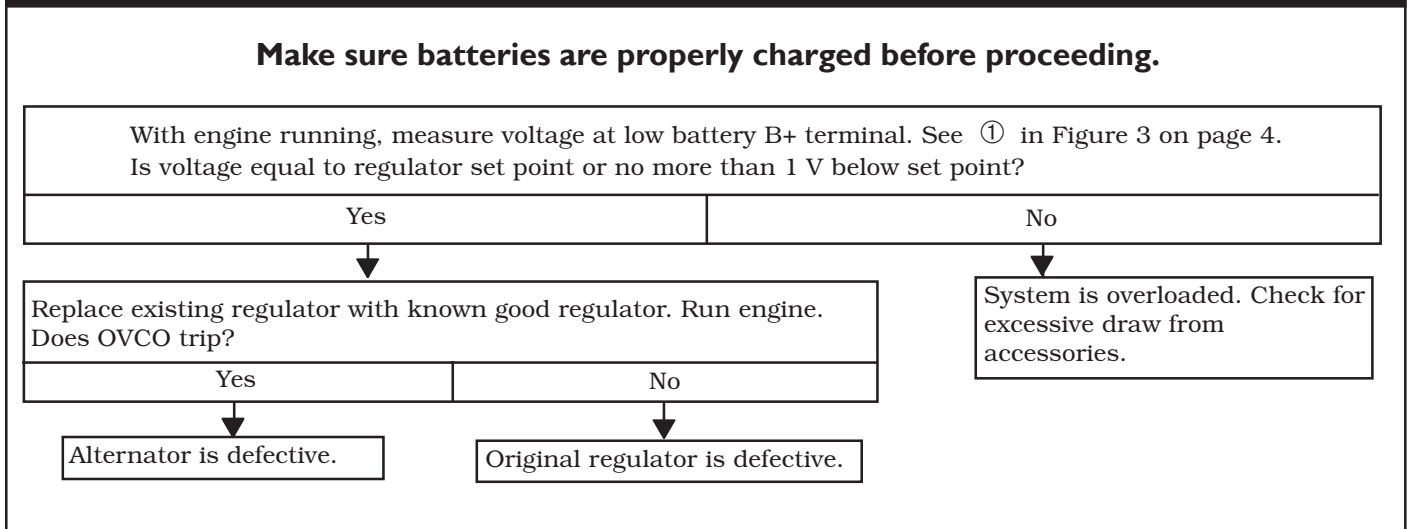 Make sure batteries are properly charged before proceeding.
With engine running, measure voltage at low battery B+ terminal. See ① in Figure 3 on page 4.
Is voltage equal to regulator set point or no more than 1 V below set point?
Yes
No
Replace existing regulator with known good regulator. Run engine.
Does OVCO trip?
Yes
No
System is overloaded. Check for
excessive draw from
accessories.
Alternator is defective.
Original regulator is defective.